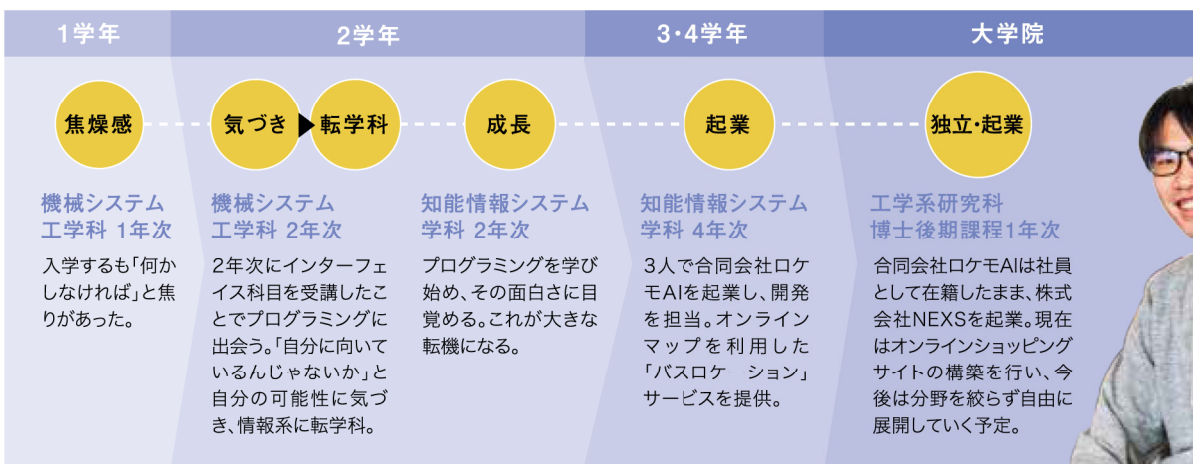 1学年
2学年
3・4学年
大学院
焦燥感
気づき▶転学科
成長
起業
独立・起業
機械システム
工学科 1年次
入学するも「何か
しなければ」と焦
りがあった。
機械システム
工学科 2年次
2年次にインターフェ
イス科目を受講したこ
とでプログラミングに
出会う。「自分に向いて
いるんじゃないか」と
自分の可能性に気づ
き、情報系に転学科。
知能情報システム
学科 2年次
プログラミングを学び
始め、その面白さに目
覚める。これが大きな
転機になる。
知能情報システム
学科 4年次
3人で合同会社ロケ
モAIを起業し、開発
を担当。オンライン
マップを利用した
「バスロケ ション」
サービスを提供。
工学系研究科
博士後期課程1年次
合同会社ロケモAIは社員
として在籍したまま、株式
会社NEXSを起業。現在
はオンラインショッピング
サイトの構築を行い、今
後は分野を絞らず自由に
展開していく予定。